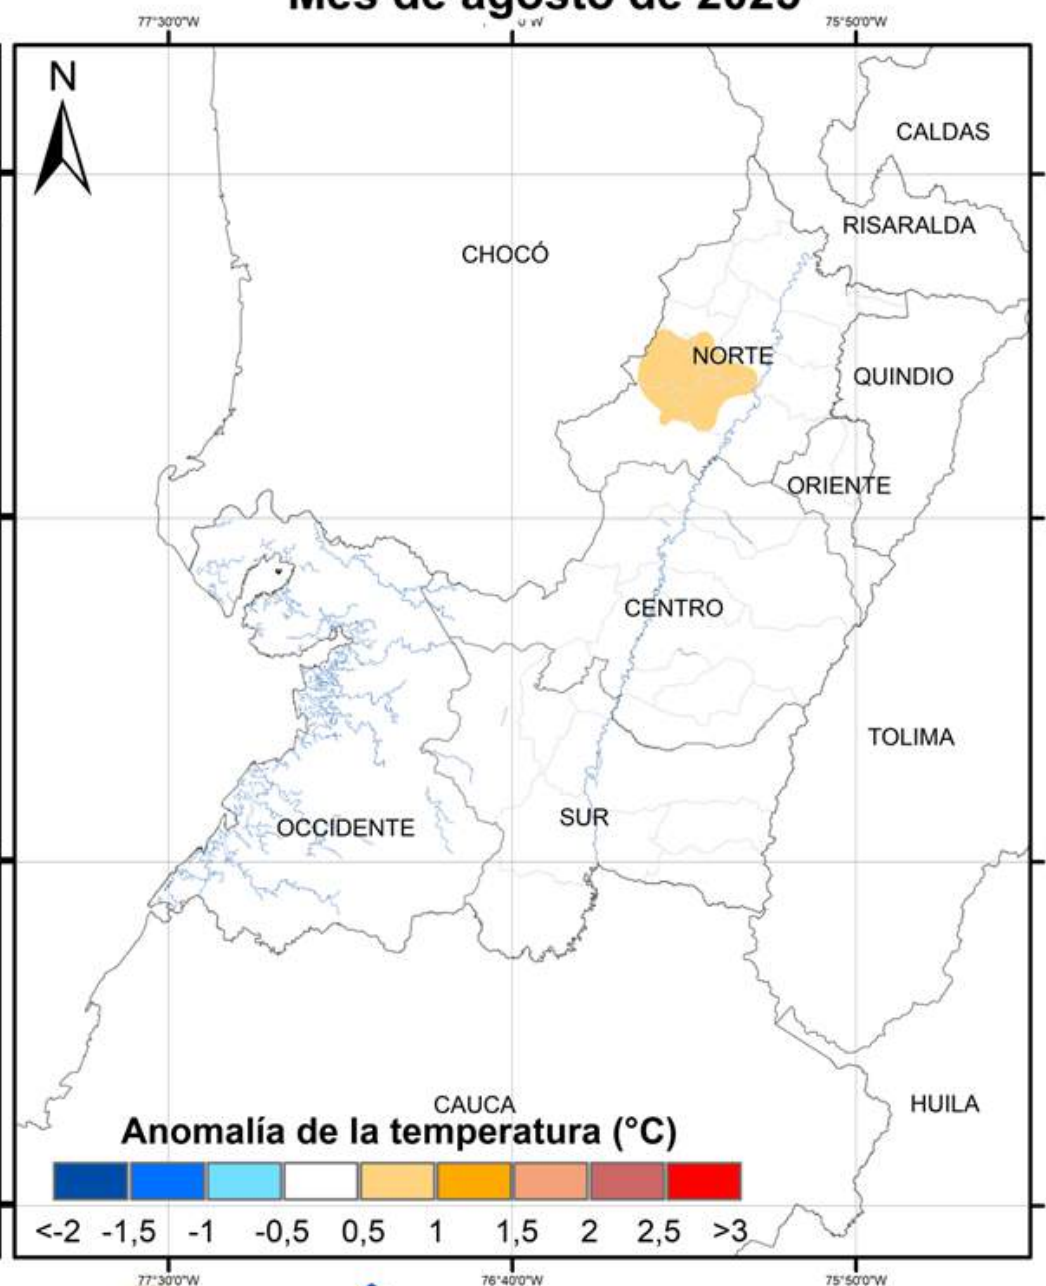 Mes de agosto de 2025
77°30'0"W 75°50'0"W
N
CALDAS
RISARALDA
CHOCÓ
NORTE
QUINDIO
ORIENTE
CENTRO
TOLIMA
SUR
OCCIDENTE
CAUCA
HUILA
Anomalía de la temperatura (°C)
<-2 -1,5 -1 -0,5 0,5 1 1,5 2 2,5 >3
77°30'0"W 76°40'0"W 75°50'0"W